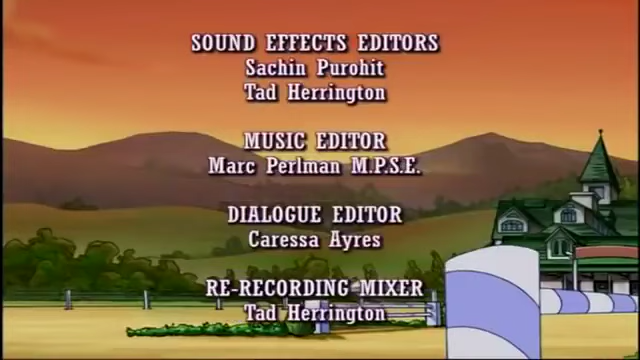 SOUND EFFECTS EDITORS
Sachin Purohit
Tad Herrington
MUSIC EDITOR
Marc Perlman M.P.S.E.
DIALOGUE EDITOR
Caressa Ayres
RE-RECORDING MIXER
Tad Herrington